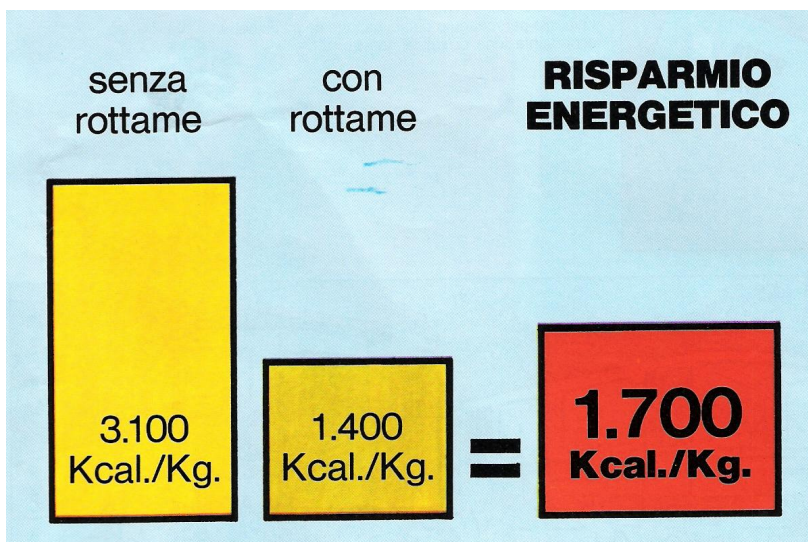 senza
rottame
con
rottame
RISPARMIO
ENERGETICO
3.100
Kcal./Kg.
1.400
Kcal./Kg.
=
1.700
Kcal./Kg.